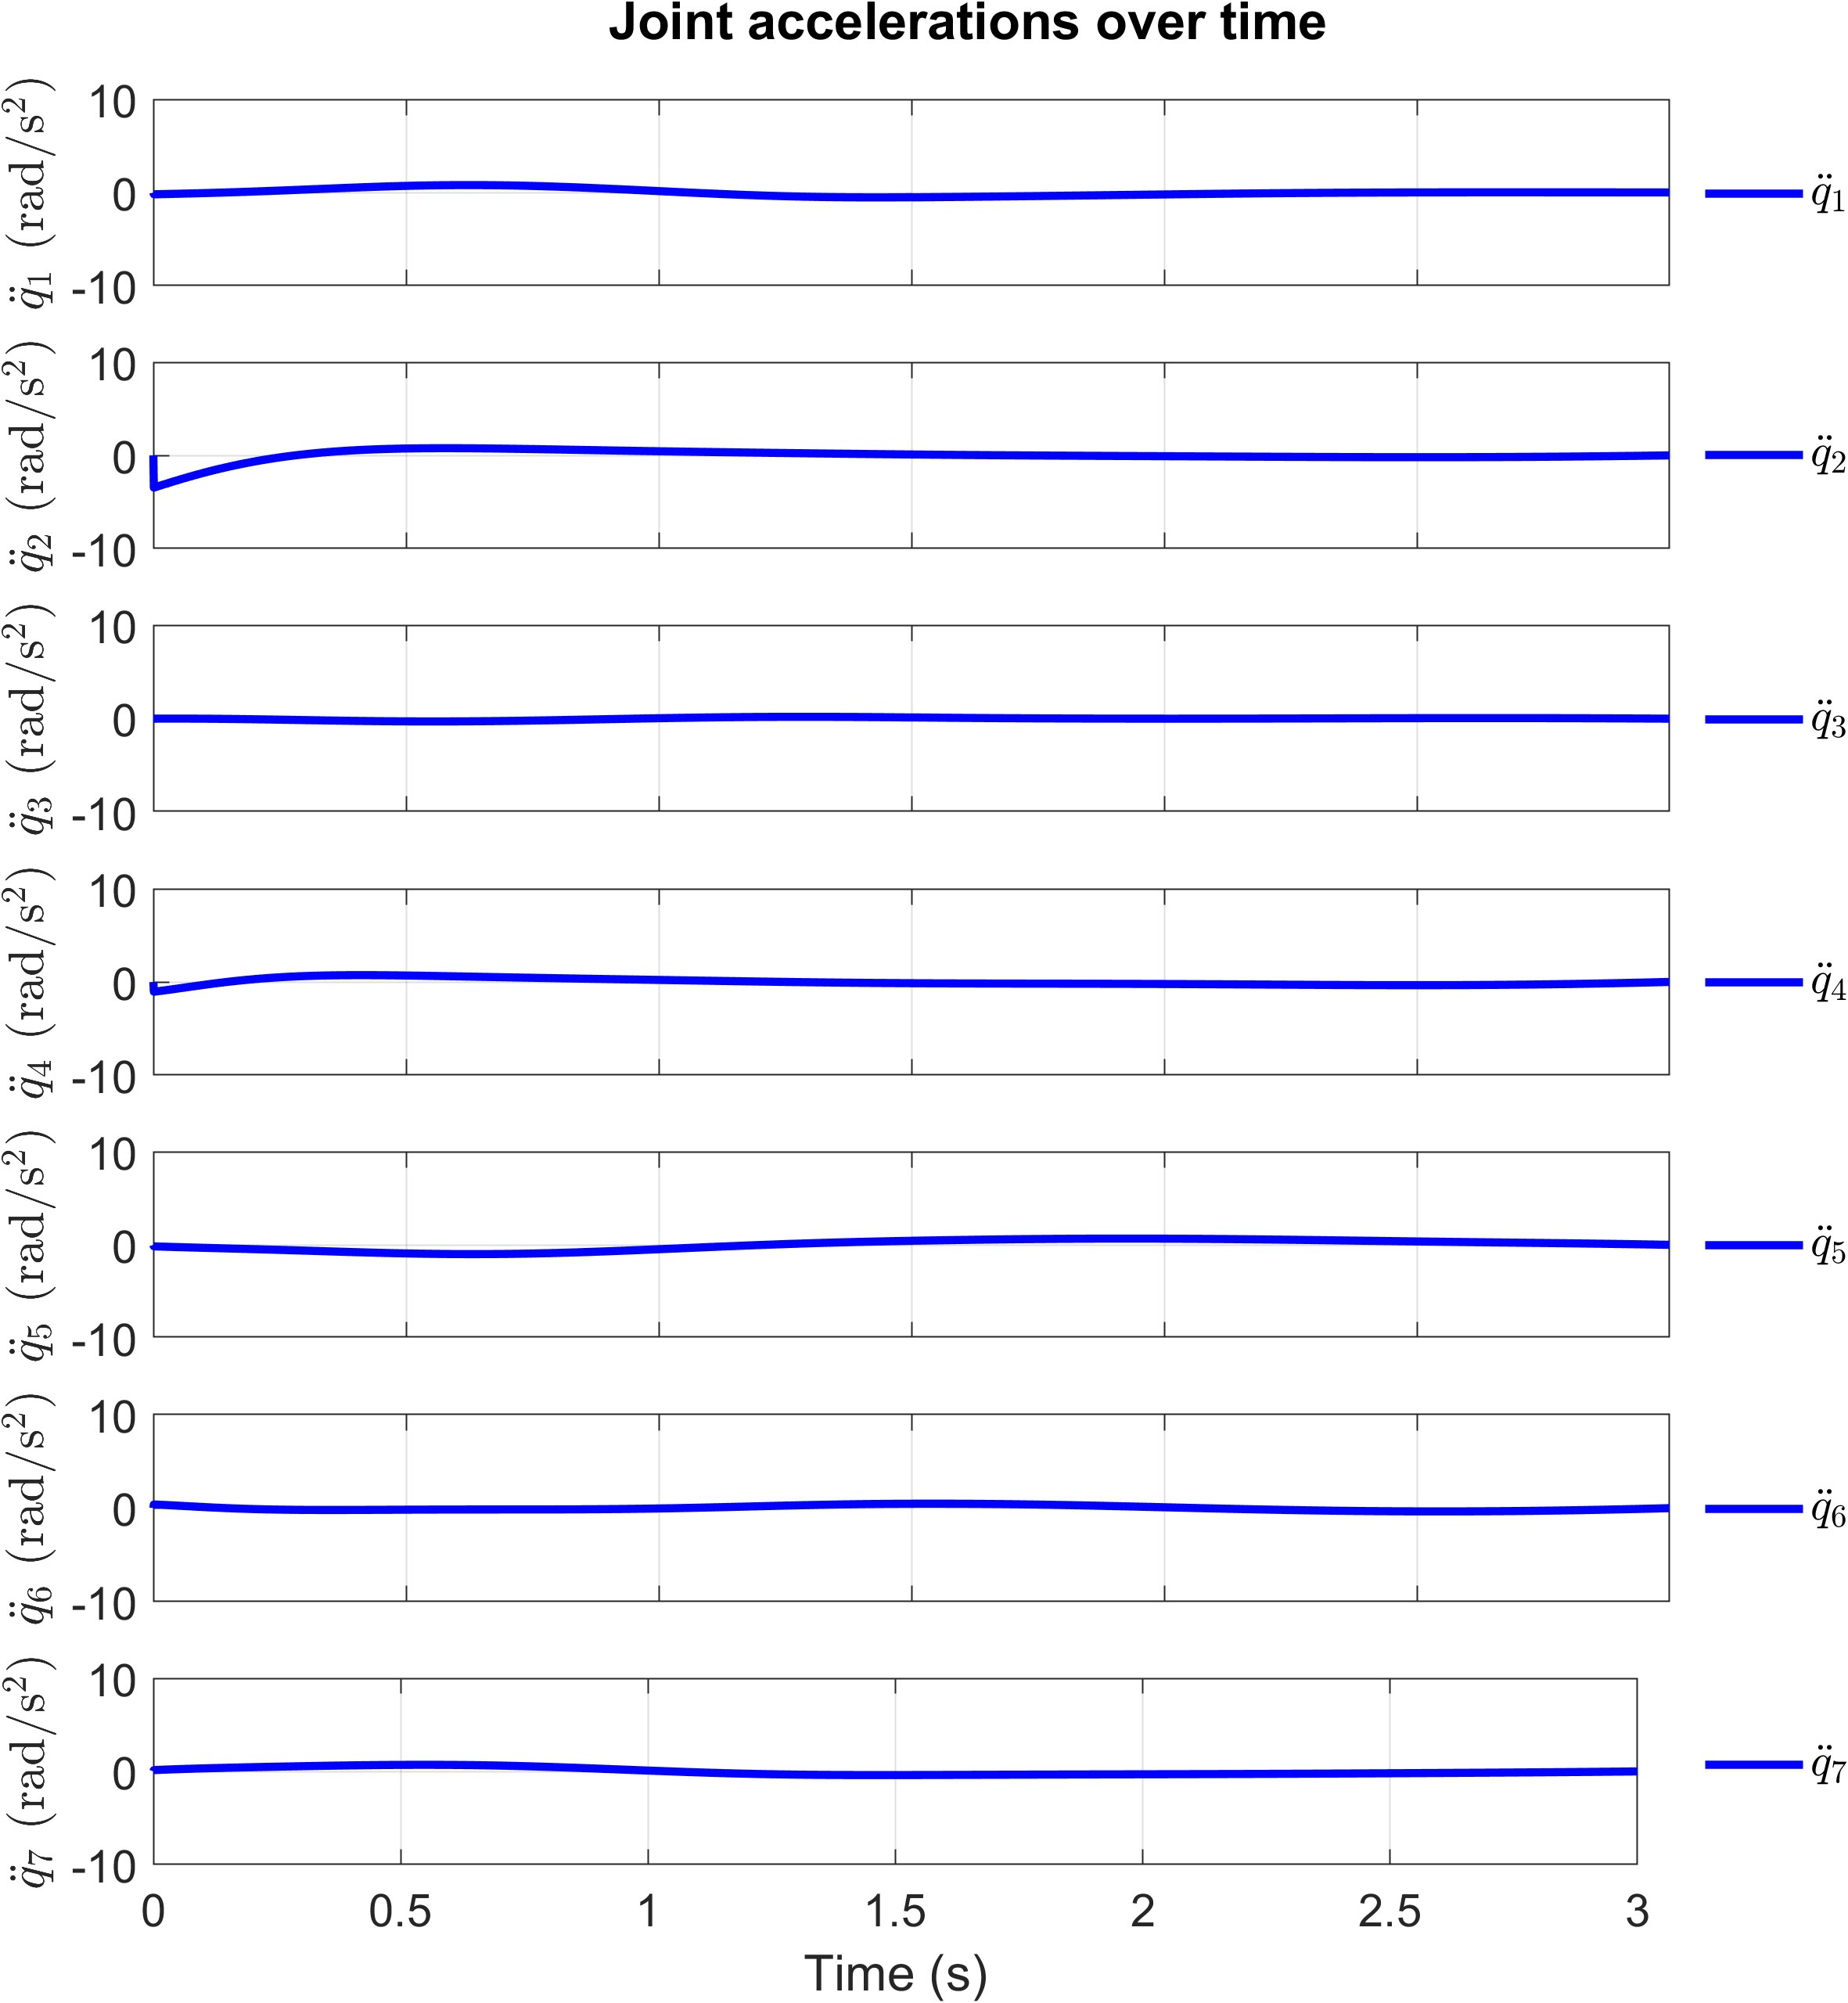 Joint accelerations over time
q̈1 (rad/s²)
10
0
-10
q̈1
q̈2 (rad/s²)
10
0
-10
q̈2
q̈3 (rad/s²)
10
0
-10
q̈3
q̈4 (rad/s²)
10
0
-10
q̈4
q̈5 (rad/s²)
10
0
-10
q̈5
q̈6 (rad/s²)
10
0
-10
q̈6
q̈7 (rad/s²)
10
0
-10
q̈7
0 0.5 1 1.5 2 2.5 3
Time (s)